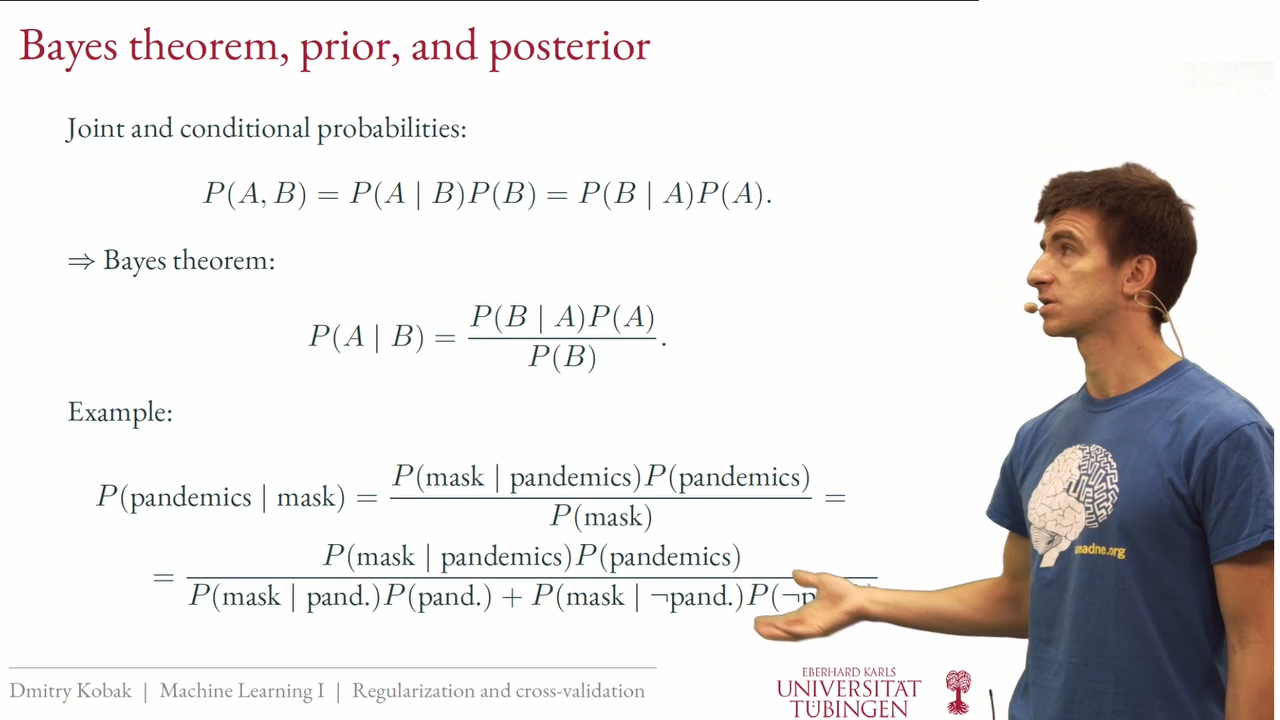 Bayes theorem, prior, and posterior
Joint and conditional probabilities:
P(A, B) = P(A | B)P(B) = P(B | A)P(A).
⇒ Bayes theorem:
P(A | B) = P(B | A)P(A) / P(B).
Example:
P(pandemics | mask) = P(mask | pandemics)P(pandemics) / P(mask) =
= P(mask | pandemics)P(pandemics) / P(mask | pand.)P(pand.) + P(mask | ¬pand.)P(¬p
adne.org
Dmitry Kobak | Machine Learning I | Regularization and cross-validation
EBERHARD KARLS
UNIVERSITÄT
TÜBINGEN